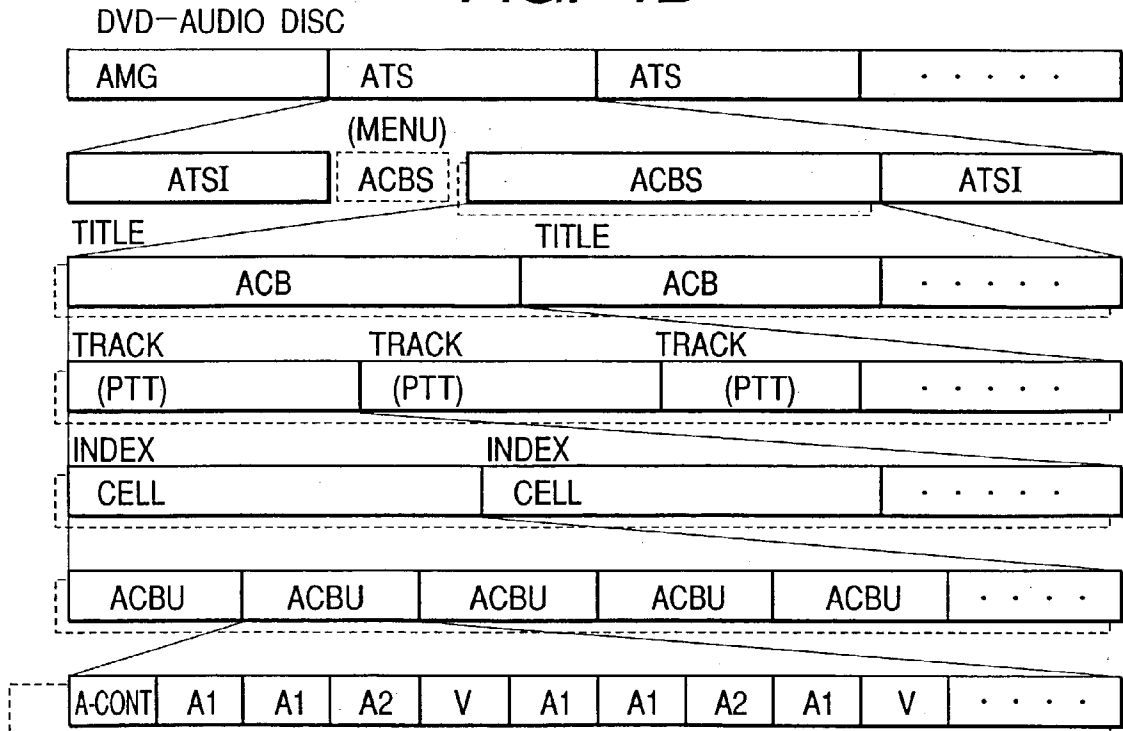 DVD-AUDIO DISC
AMG ATS ATS . . . . .
(MENU)
ATSI ACBS ACBS ATSI
TITLE TITLE
ACB ACB . . . . .
TRACK TRACK TRACK
(PTT) (PTT) (PTT) . . . . .
INDEX INDEX
CELL CELL . . . . .
ACBU ACBU ACBU ACBU ACBU . . . .
A-CONT A1 A1 A2 V A1 A1 A2 A1 V . . . .